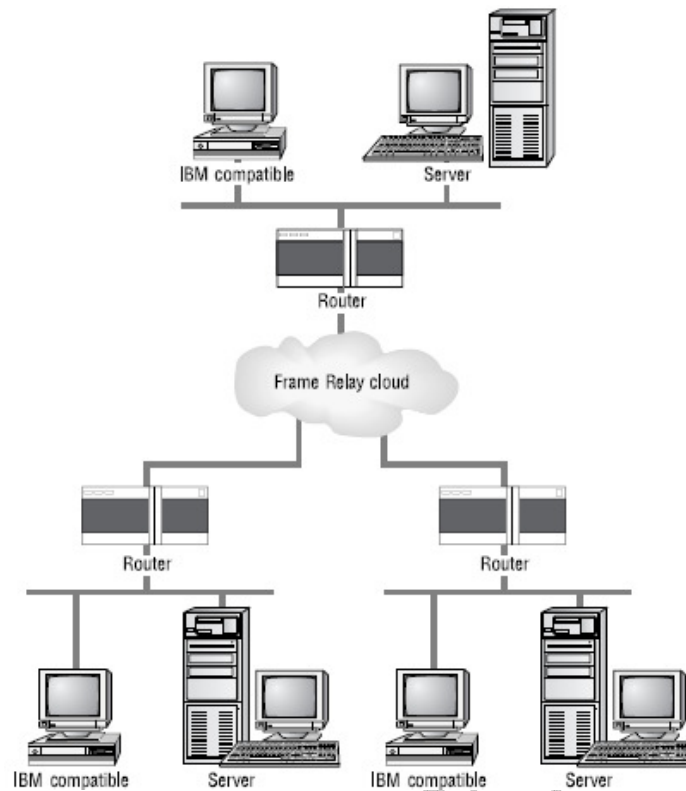 IBM compatible
Server
Router
Frame Relay cloud
Router
Router
IBM compatible
Server
IBM compatible
Server